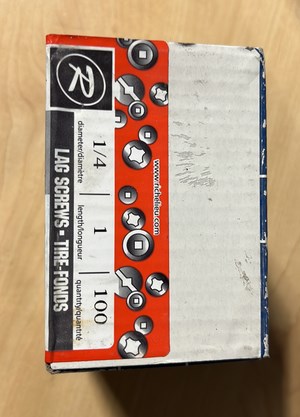 R
1/4
1
100
diameter/diamètre
length/longueur
quantity/quantité
LAG SCREWS • TIRE-FONDS
www.richelieu.com